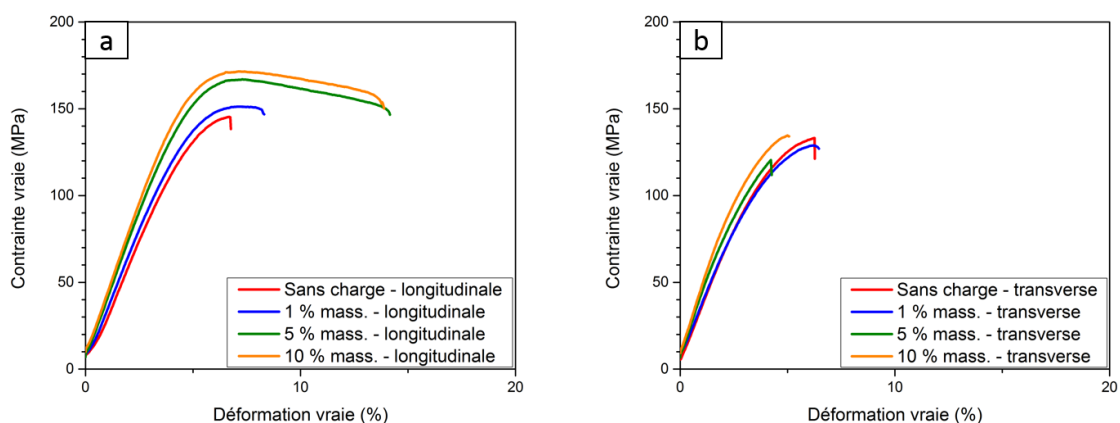 a
200
150
100
50
0
Contrainte vraie (MPa)
0
10
20
Déformation vraie (%)
Sans charge - longitudinale
1 % mass. - longitudinale
5 % mass. - longitudinale
10 % mass. - longitudinale
b
200
150
100
50
0
Contrainte vraie (MPa)
0
10
20
Déformation vraie (%)
Sans charge - transverse
1 % mass. - transverse
5 % mass. - transverse
10 % mass. - transverse